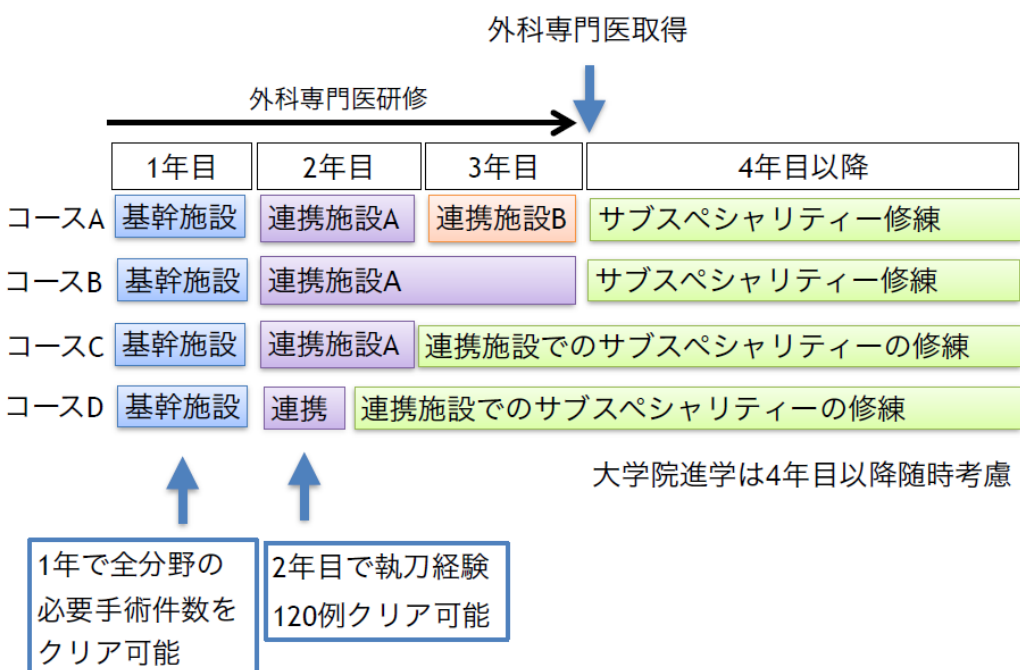 外科専門医取得
外科専門医研修
1年目 2年目 3年目 4年目以降
コースA 基幹施設 連携施設A 連携施設B サブスペシャリティー修練
コースB 基幹施設 連携施設A サブスペシャリティー修練
コースC 基幹施設 連携施設A 連携施設でのサブスペシャリティーの修練
コースD 基幹施設 連携 連携施設でのサブスペシャリティーの修練
大学院進学は4年目以降随時考慮
1年で全分野の
必要手術件数を
クリア可能
2年目で執刀経験
120例クリア可能